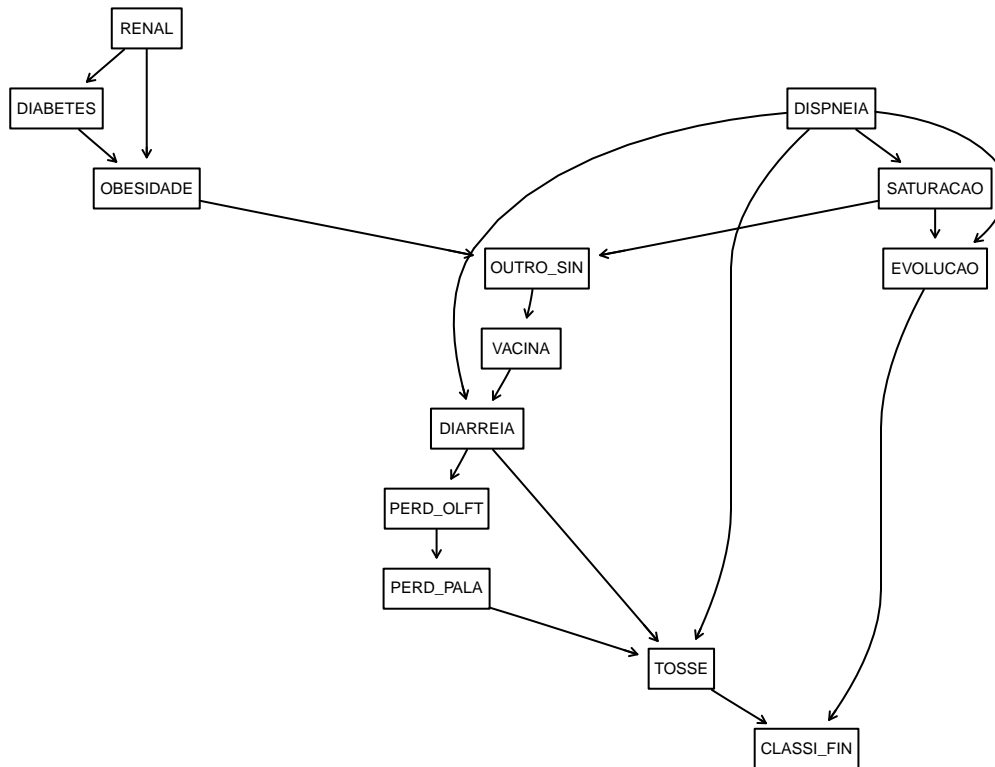 RENAL
DIABETES
DISPNEIA
OBESIDADE
SATURACAO
OUTRO_SIN
EVOLUCAO
VACINA
DIARREIA
PERD_OLFT
PERD_PALA
TOSSE
CLASSI_FIN